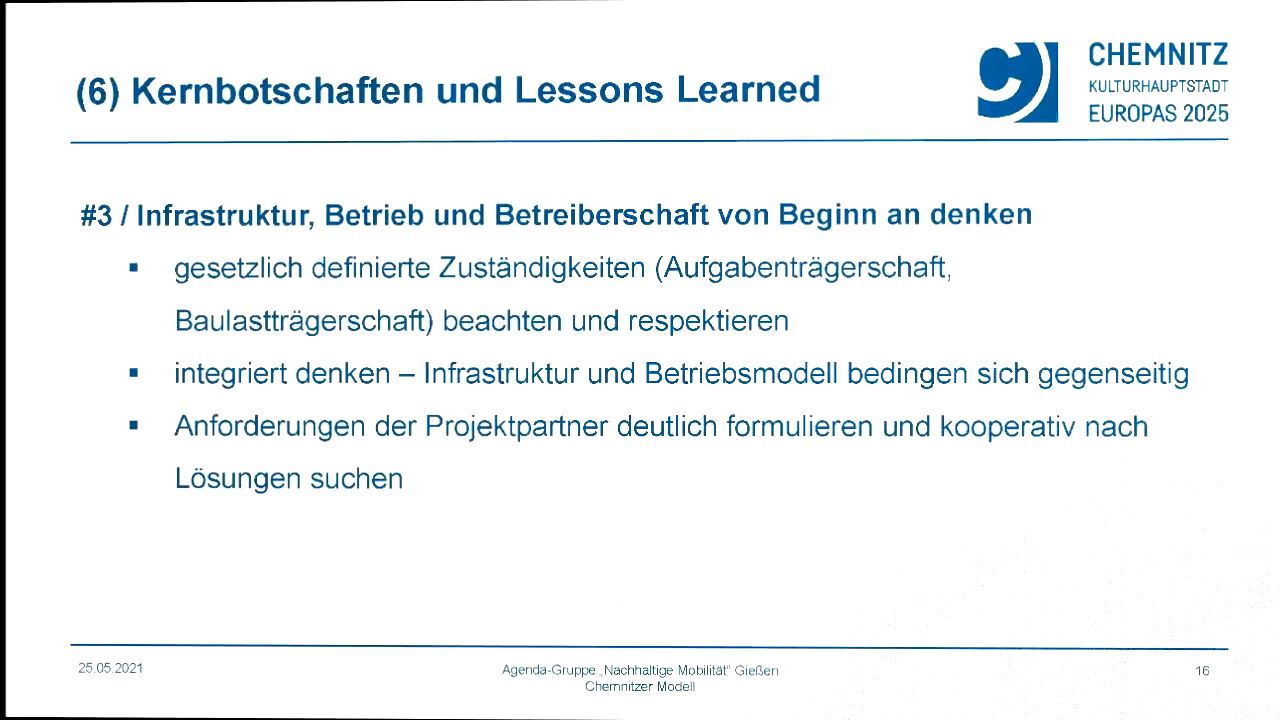 (6) Kernbotschaften und Lessons Learned
CHEMNITZ
KULTURHAUPTSTADT
EUROPAS 2025
#3 / Infrastruktur, Betrieb und Betreiberschaft von Beginn an denken
▪ gesetzlich definierte Zuständigkeiten (Aufgabenträgerschaft,
Baulastträgerschaft) beachten und respektieren
▪ integriert denken – Infrastruktur und Betriebsmodell bedingen sich gegenseitig
▪ Anforderungen der Projektpartner deutlich formulieren und kooperativ nach
Lösungen suchen
25.05.2021
Agenda-Gruppe „Nachhaltige Mobilität“ Gießen
Chemnitzer Modell
16